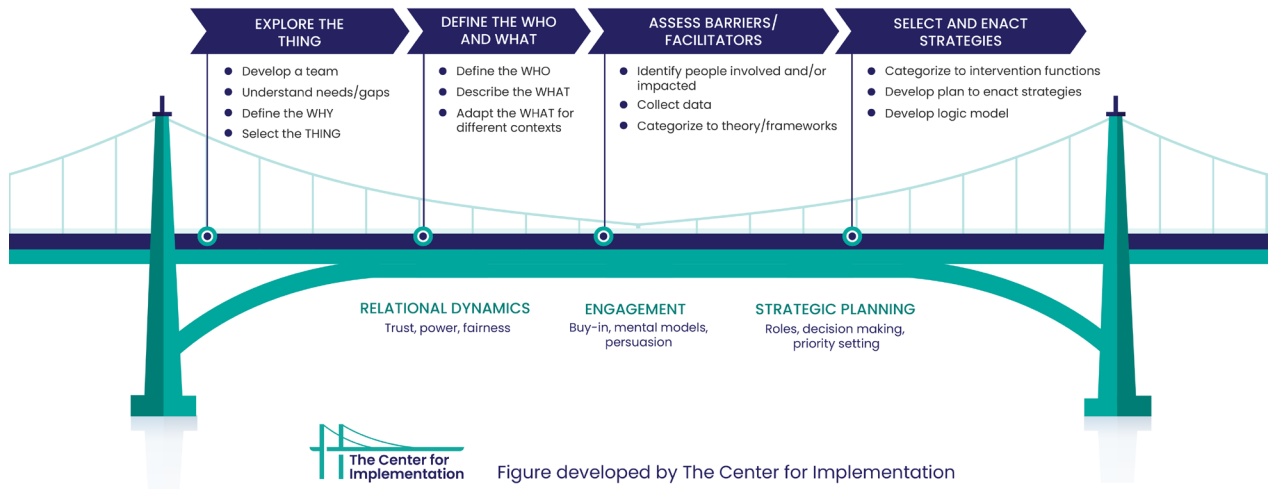 EXPLORE THE
THING
Develop a team
Understand needs/gaps
Define the WHY
Select the THING
DEFINE THE WHO
AND WHAT
Define the WHO
Describe the WHAT
Adapt the WHAT for
different contexts
ASSESS BARRIERS/
FACILITATORS
Identify people involved and/or
impacted
Collect data
Categorize to theory/frameworks
SELECT AND ENACT
STRATEGIES
Categorize to intervention functions
Develop plan to enact strategies
Develop logic model
RELATIONAL DYNAMICS
Trust, power, fairness
ENGAGEMENT
Buy-in, mental models,
persuasion
STRATEGIC PLANNING
Roles, decision making,
priority setting
The Center for
Implementation
Figure developed by The Center for Implementation